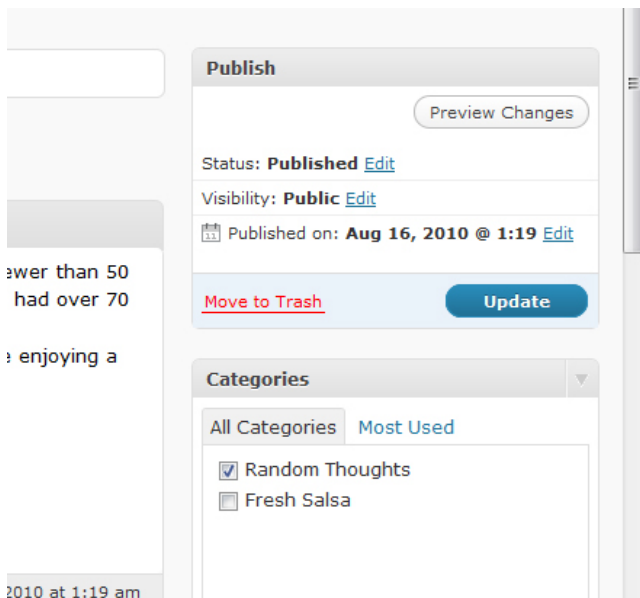 Publish
Preview Changes
Status: Published Edit
Visibility: Public Edit
11 Published on: Aug 16, 2010 @ 1:19 Edit
Move to Trash Update
ewer than 50
had over 70
enjoying a
2010 at 1:19 am
Categories
All Categories Most Used
Random Thoughts
Fresh Salsa